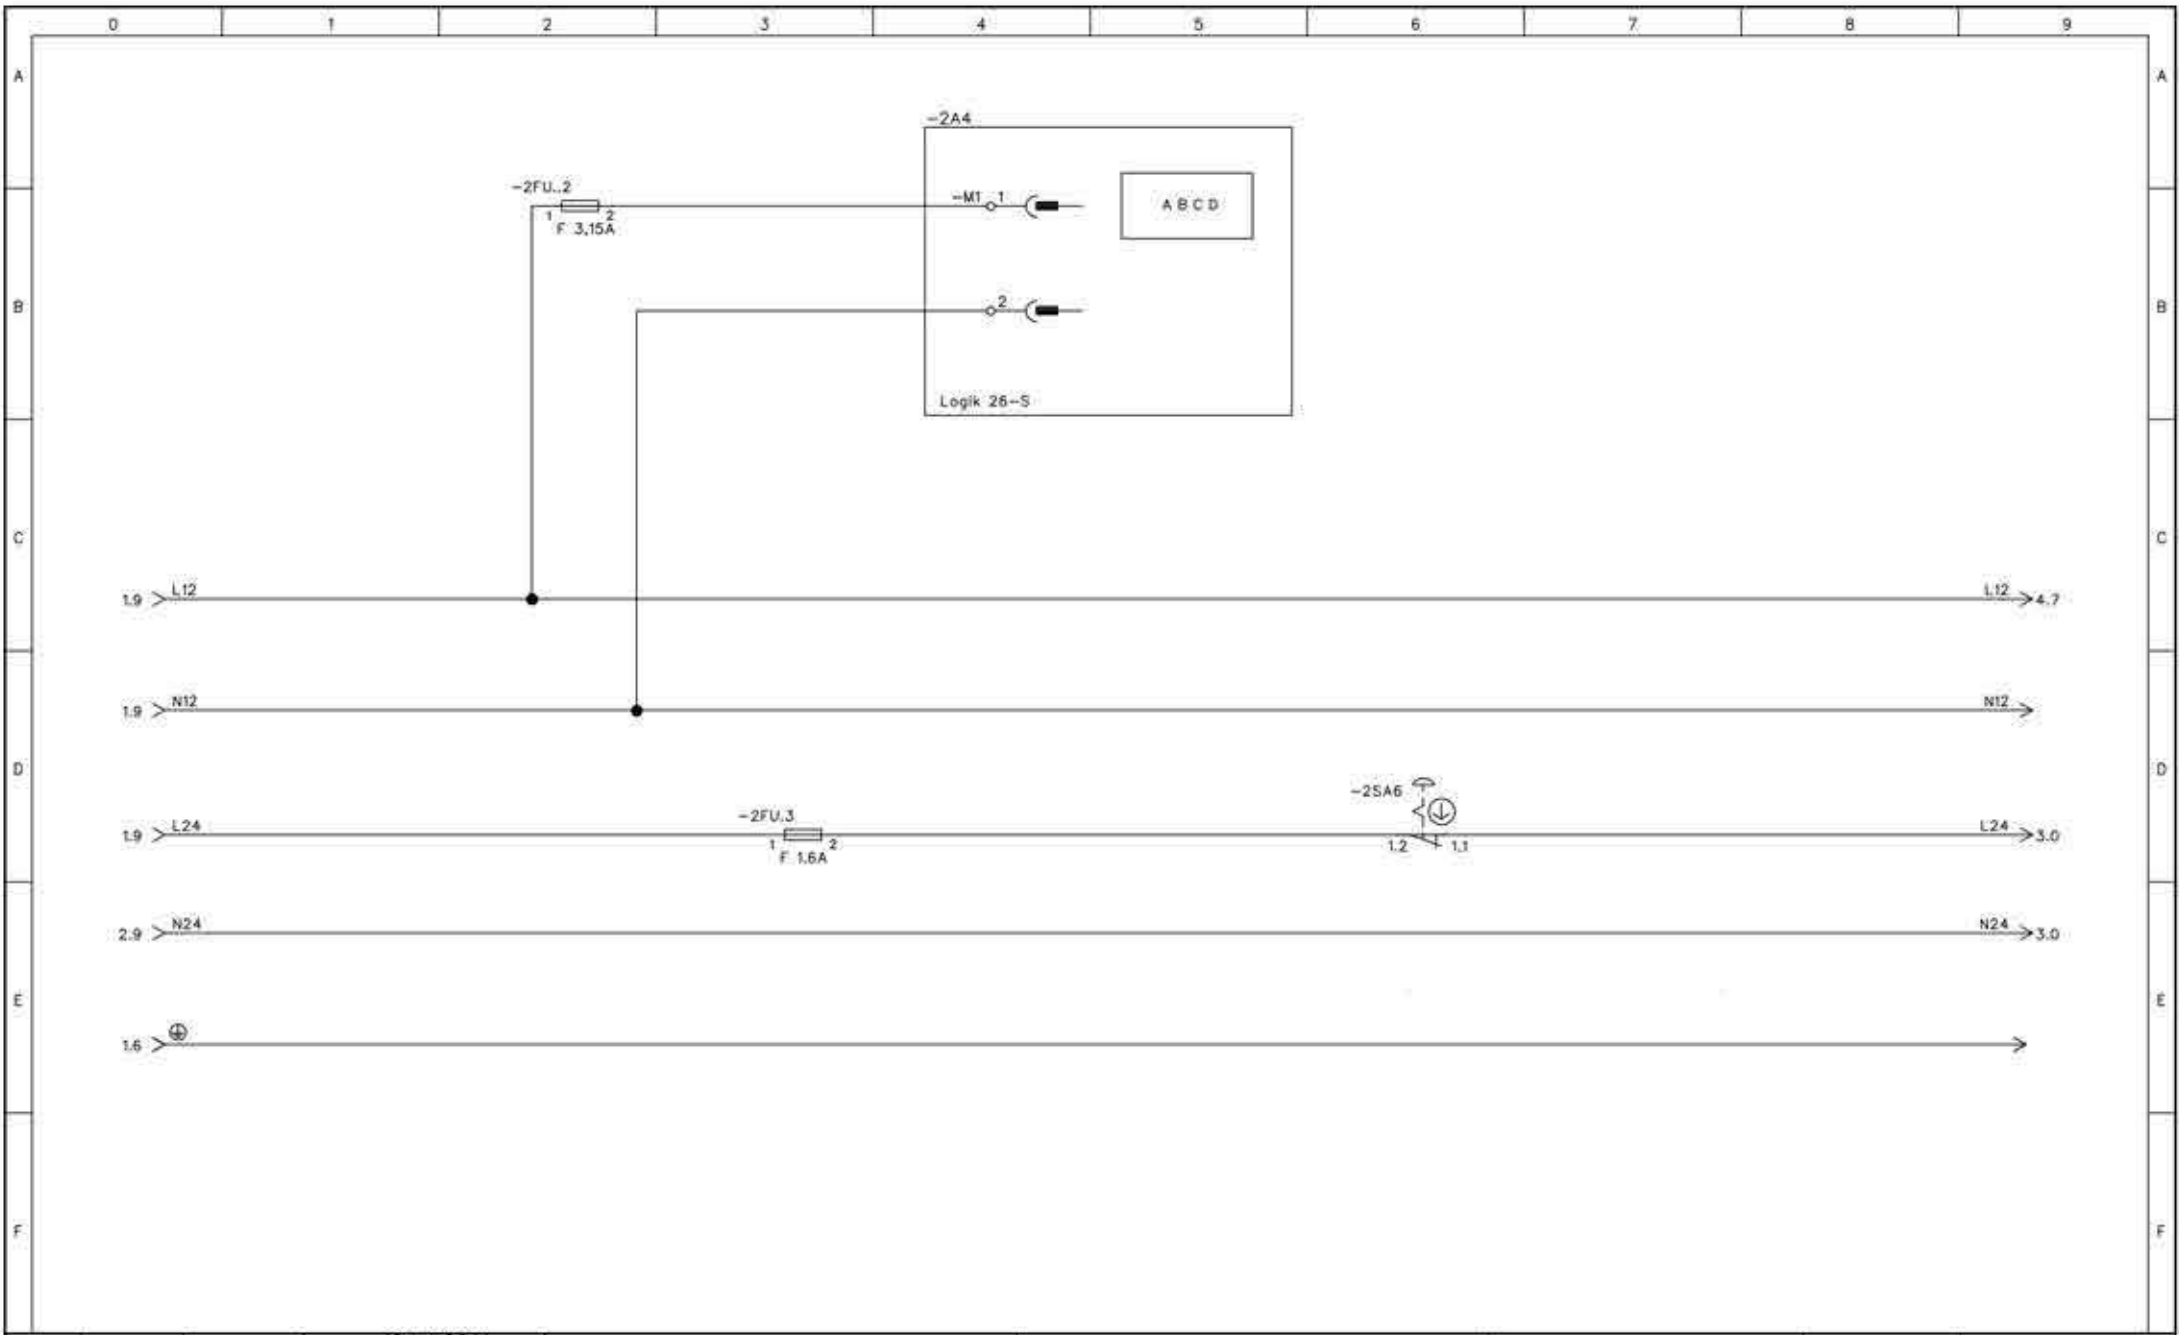 0 1 2 3 4 5 6 7 8 9
A A
-2A4
-2FU..2
-M1 1
A B C D
1 2
F 3,15A
B B
2
Logik 26-S
C C
1.9 L12 L12 4.7
1.9 N12 N12
D D
-2SA6
-2FU.3
1.9 L24 L24 3.0
1 2
1.2 1.1
F 1.6A
2.9 N24 N24 3.0
E E
1.6
F F